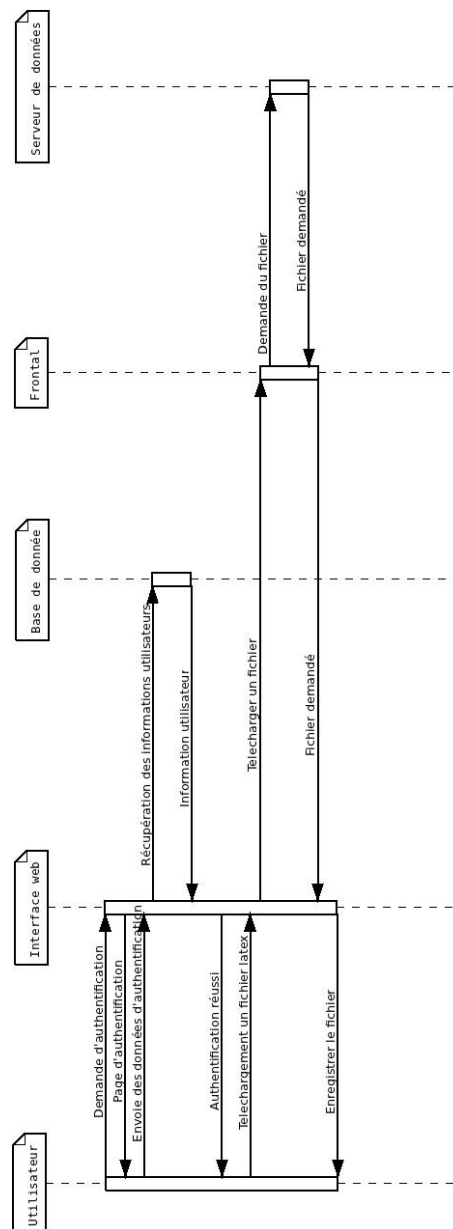 Utilisateur
Interface web
Base de donnée
Frontal
Serveur de données
Demande d'authentification
Page d'authentification
Envoie des données d'authentification
Récupération des informations utilisateurs
Information utilisateur
Authentification réussi
Telechargement un fichier latex
Telecharger un fichier
Demande du fichier
Fichier demandé
Fichier demandé
Enregistrer le fichier